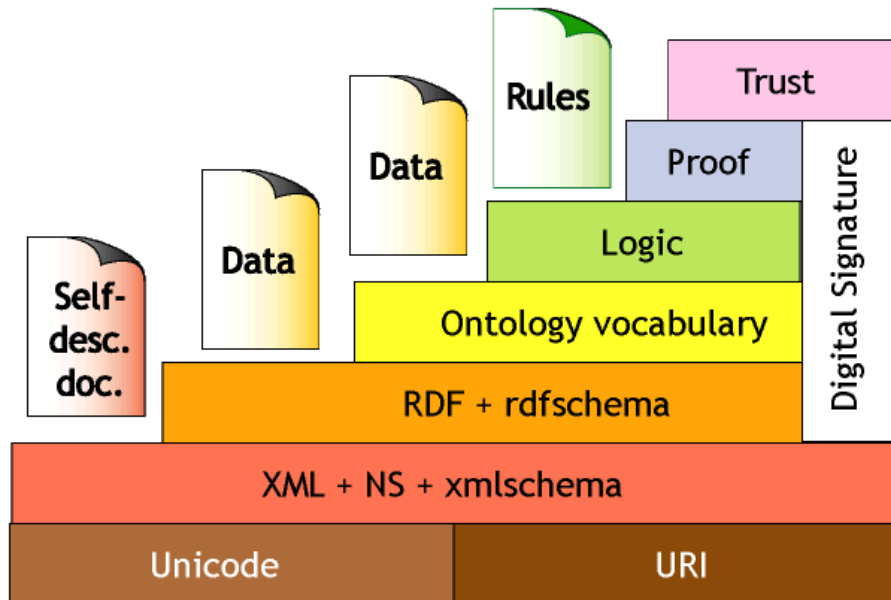 Rules
Trust
Data
Proof
Data
Logic
Self-
desc.
doc.
Ontology vocabulary
Digital Signature
RDF + rdfschema
XML + NS + xmlschema
Unicode
URI